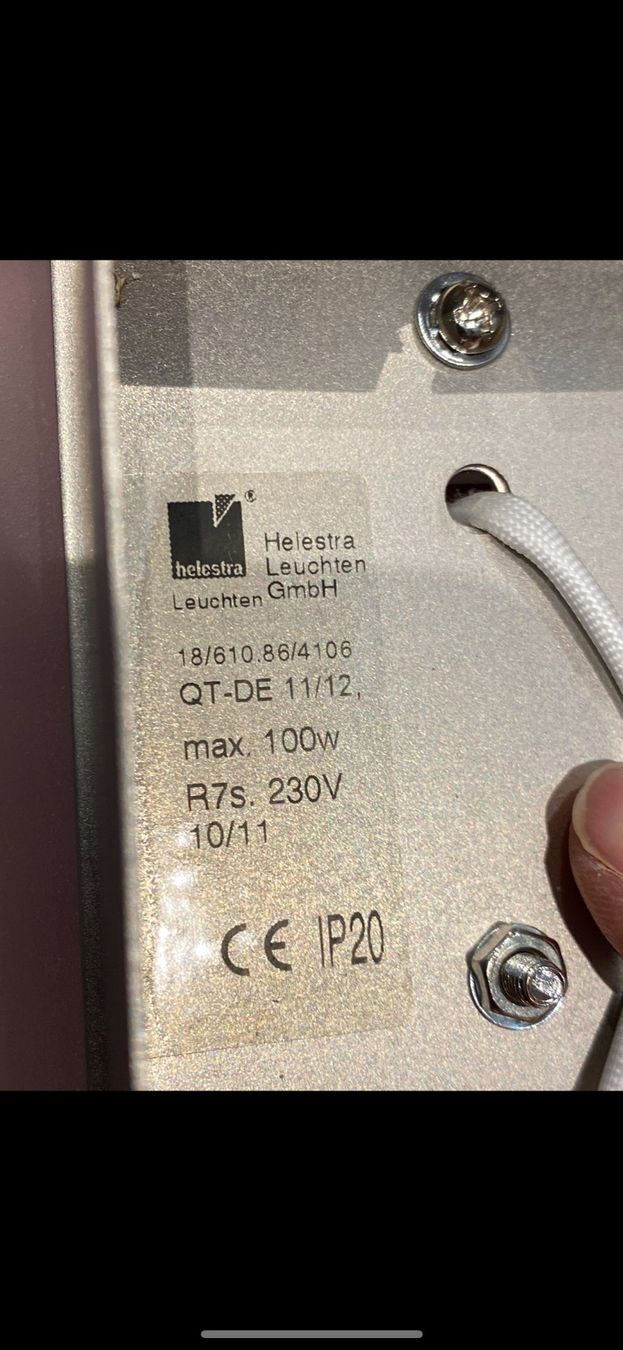 ®
helestra
Leuchten
Helestra
Leuchten
GmbH
18/610.86/4106
QT-DE 11/12,
max. 100w
R7s. 230V
10/11
CE IP20